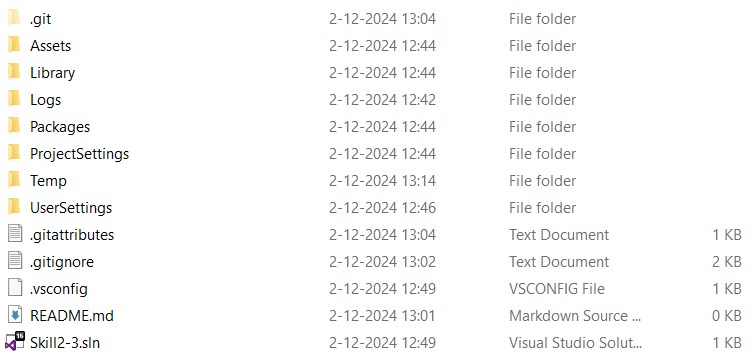 .git 2-12-2024 13:04 File folder
Assets 2-12-2024 12:44 File folder
Library 2-12-2024 12:44 File folder
Logs 2-12-2024 12:42 File folder
Packages 2-12-2024 12:44 File folder
ProjectSettings 2-12-2024 12:44 File folder
Temp 2-12-2024 13:14 File folder
UserSettings 2-12-2024 12:46 File folder
.gitattributes 2-12-2024 13:04 Text Document 1 KB
.gitignore 2-12-2024 13:02 Text Document 2 KB
.vsconfig 2-12-2024 12:49 VSCONFIG File 1 KB
README.md 2-12-2024 13:01 Markdown Source ... 0 KB
15 Skill2-3.sln 2-12-2024 12:49 Visual Studio Solut... 1 KB